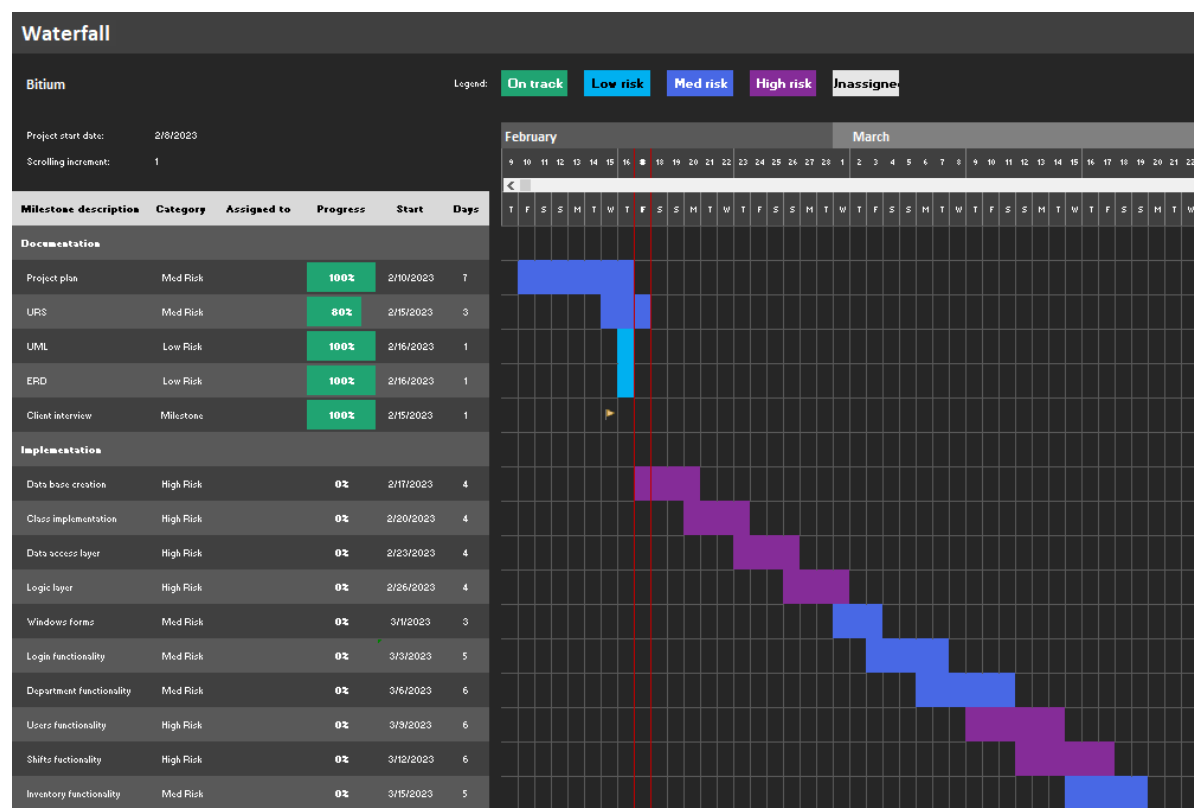 Waterfall
Bitium
Legend: On track Low risk Med risk High risk Unassigne
Project start date: 2/8/2023
February March
Scrolling increment: 1
9 10 11 12 13 14 15 16 18 19 20 21 22 23 24 25 26 27 28 1 2 3 4 5 6 7 8 9 10 11 12 13 14 15 16 17 18 19 20 21 22
Milestone description Category Assigned to Progress Start Days
T F S S M T W T F S S M T W T F S S M T W T F S S M T W T F S S M T W T F S S M T W
Documentation
Project plan Med Risk 100% 2/10/2023 7
URS Med Risk 80% 2/15/2023 3
UML Low Risk 100% 2/16/2023 1
ERD Low Risk 100% 2/16/2023 1
Client interview Milestone 100% 2/15/2023 1
Implementation
Data base creation High Risk 0% 2/17/2023 4
Class implementation High Risk 0% 2/20/2023 4
Data access layer High Risk 0% 2/23/2023 4
Logic layer High Risk 0% 2/26/2023 4
Windows forms Med Risk 0% 3/1/2023 3
Login functionality Med Risk 0% 3/3/2023 5
Department functionality Med Risk 0% 3/6/2023 6
Users functionality High Risk 0% 3/9/2023 6
Shifts fuctionality High Risk 0% 3/12/2023 6
Inventory functionality Med Risk 0% 3/15/2023 5